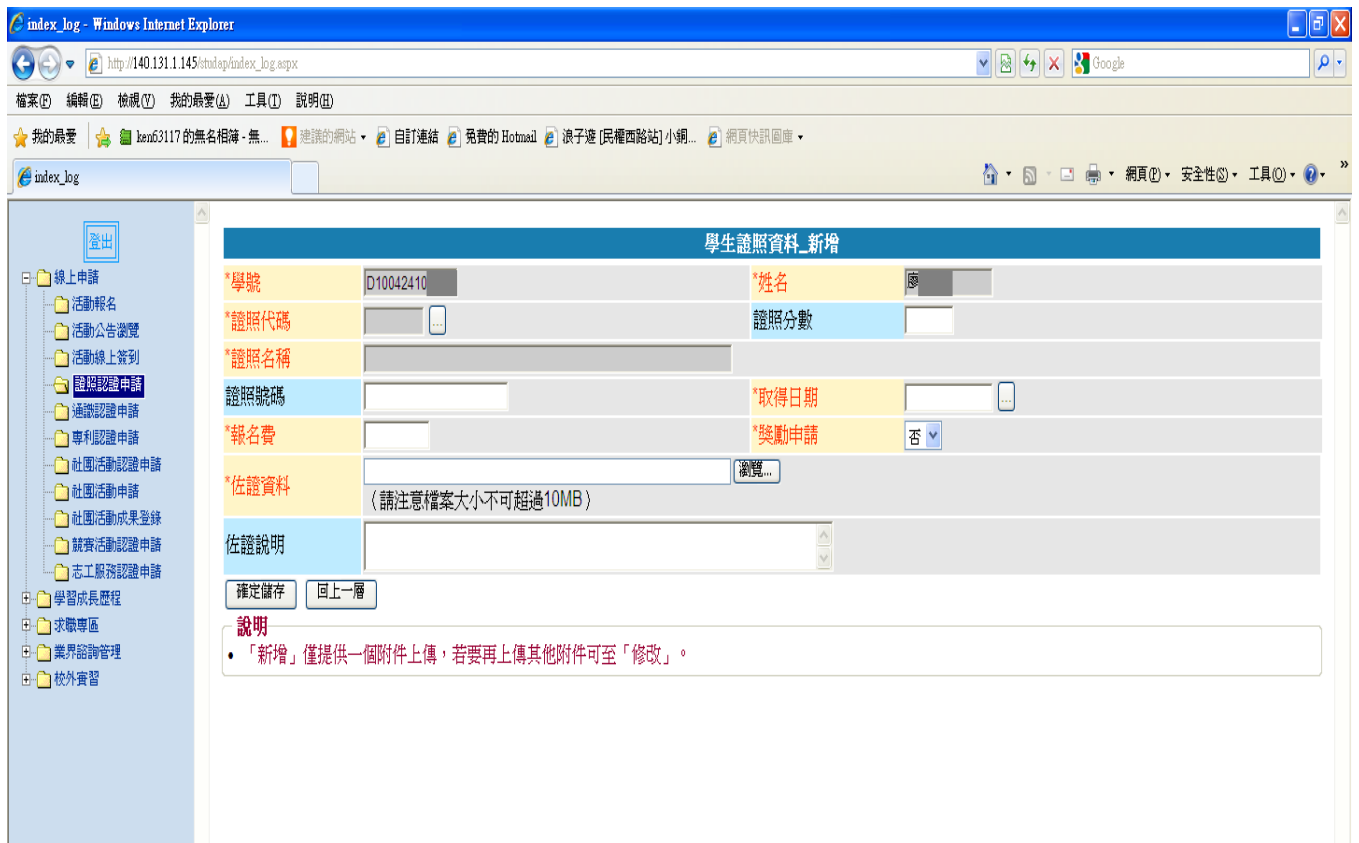 index_log - Windows Internet Explorer
http://140.131.1.145/studap/index_log.aspx
Google
檔案(F) 編輯(E) 檢視(V) 我的最愛(A) 工具(T) 說明(H)
我的最愛 ken63117 的無名相簿 - 無... 建議的網站 自訂連結 免費的 Hotmail 浪子遊 [民權西路站] 小銅... 網頁快訊圖庫
index_log
網頁(P) 安全性(S) 工具(O) »
登出
線上申請
活動報名
活動公告瀏覽
活動線上簽到
證照認證申請
通識認證申請
專利認證申請
社團活動認證申請
社團活動申請
社團活動成果登錄
競賽活動認證申請
志工服務認證申請
學習成長歷程
求職專區
業界諮詢管理
校外實習
學生證照資料_新增
*學號 D10042410 *姓名 廖
*證照代碼 ... 證照分數
*證照名稱
證照號碼 *取得日期 ...
*報名費 *獎勵申請 否
*佐證資料 瀏覽...
(請注意檔案大小不可超過10MB)
佐證說明
確定儲存 回上一層
說明
• 「新增」僅提供一個附件上傳，若要再上傳其他附件可至「修改」。